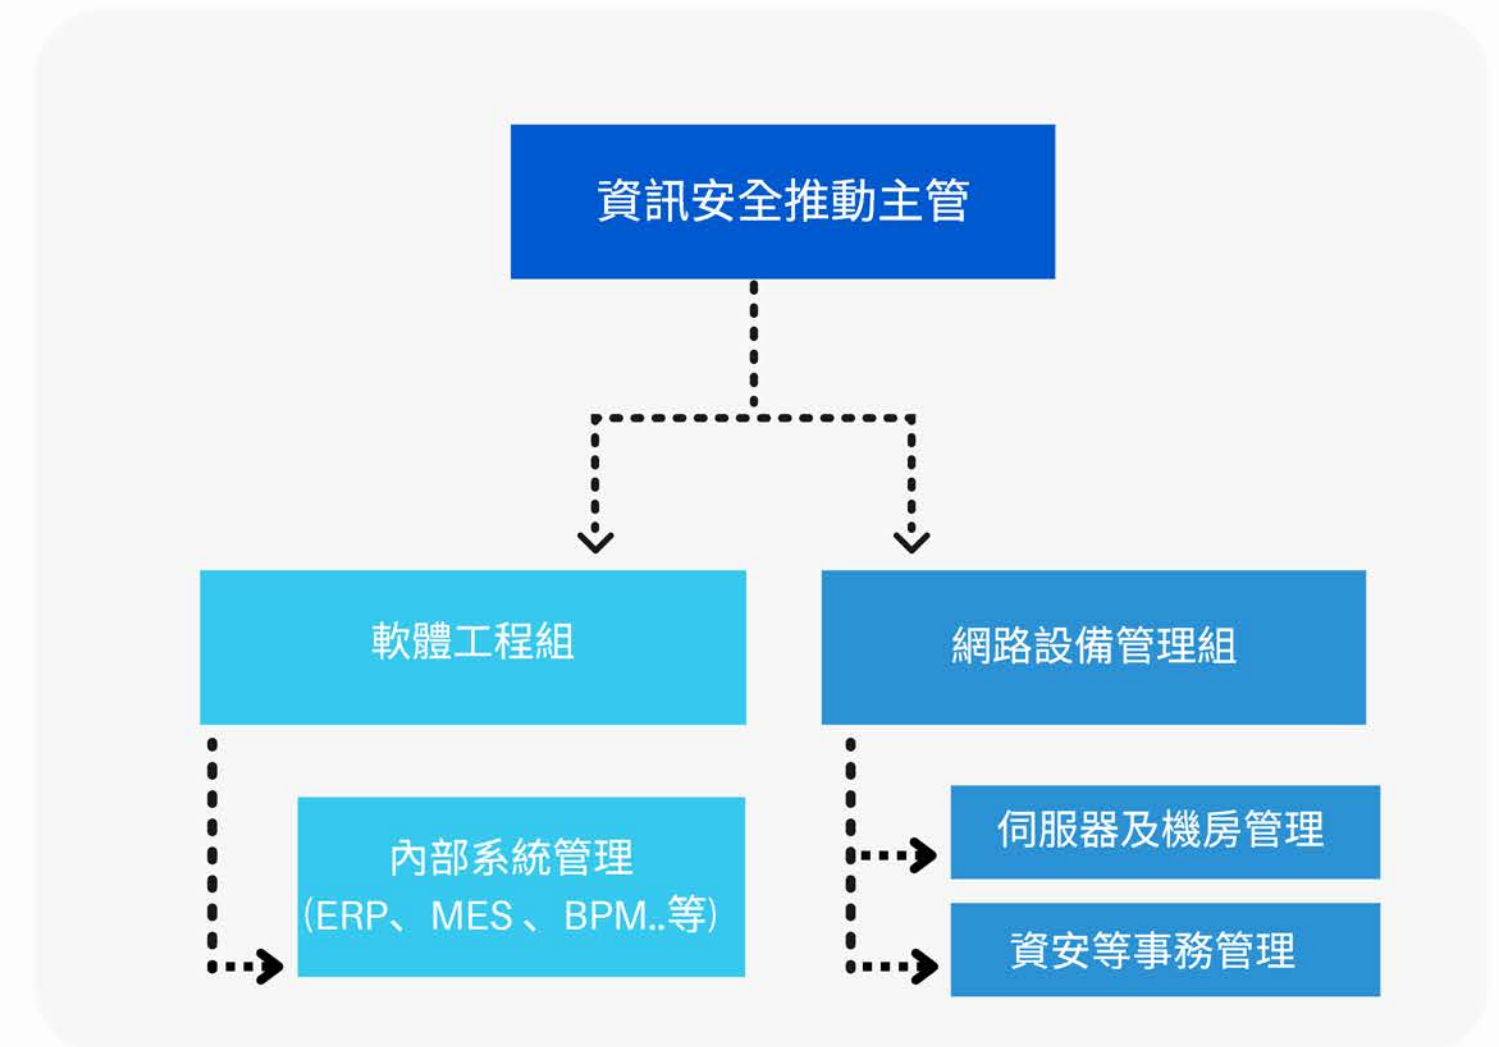 資訊安全推動主管
軟體工程組
網路設備管理組
內部系統管理
(ERP、MES、BPM..等)
伺服器及機房管理
資安等事務管理